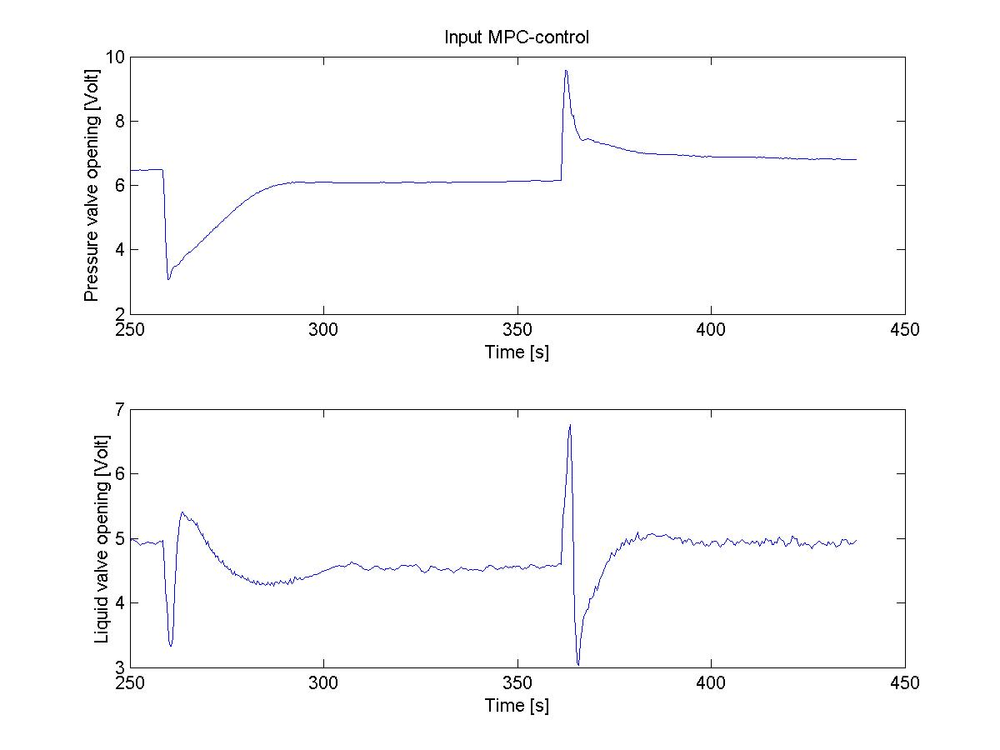 Input MPC-control
Pressure valve opening [Volt]
10
8
6
4
2
250 300 350 400 450
Time [s]
Liquid valve opening [Volt]
7
6
5
4
3
250 300 350 400 450
Time [s]